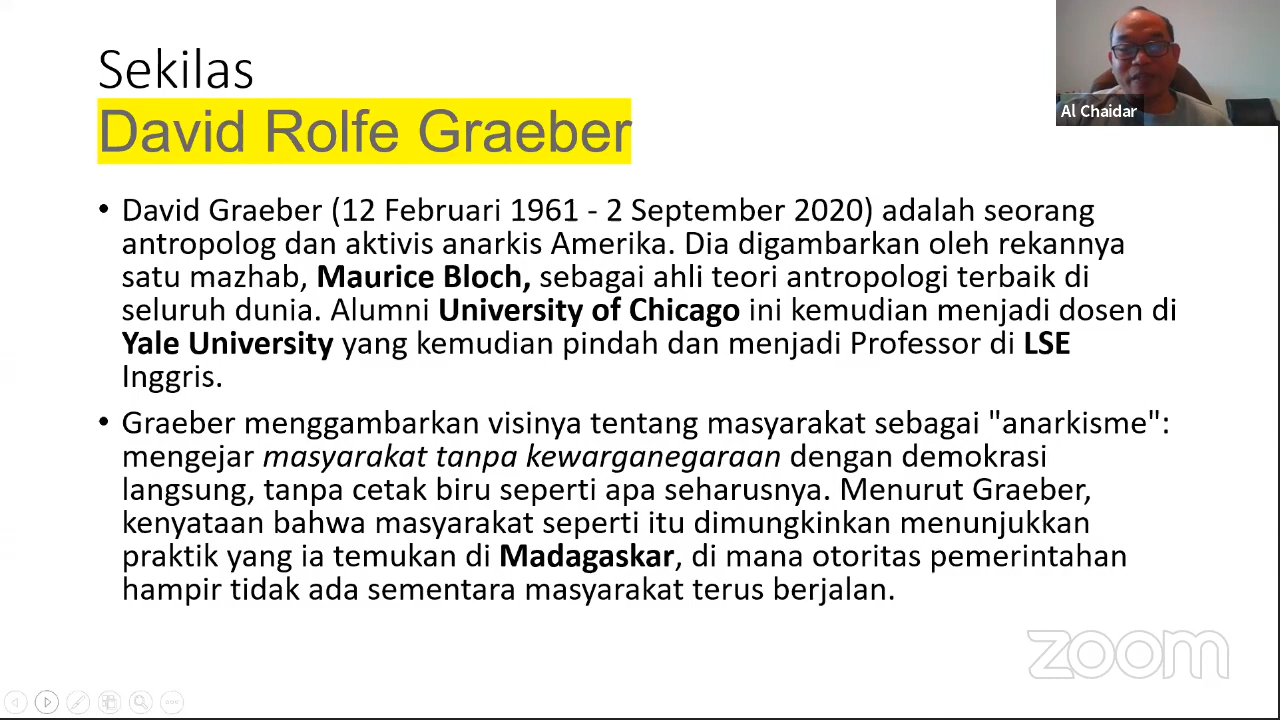 Sekilas
David Rolfe Graeber
Al Chaidar
• David Graeber (12 Februari 1961 - 2 September 2020) adalah seorang
antropolog dan aktivis anarkis Amerika. Dia digambarkan oleh rekannya
satu mazhab, Maurice Bloch, sebagai ahli teori antropologi terbaik di
seluruh dunia. Alumni University of Chicago ini kemudian menjadi dosen di
Yale University yang kemudian pindah dan menjadi Professor di LSE
Inggris.
• Graeber menggambarkan visinya tentang masyarakat sebagai "anarkisme":
mengejar masyarakat tanpa kewarganegaraan dengan demokrasi
langsung, tanpa cetak biru seperti apa seharusnya. Menurut Graeber,
kenyataan bahwa masyarakat seperti itu dimungkinkan menunjukkan
praktik yang ia temukan di Madagaskar, di mana otoritas pemerintahan
hampir tidak ada sementara masyarakat terus berjalan.
zoom